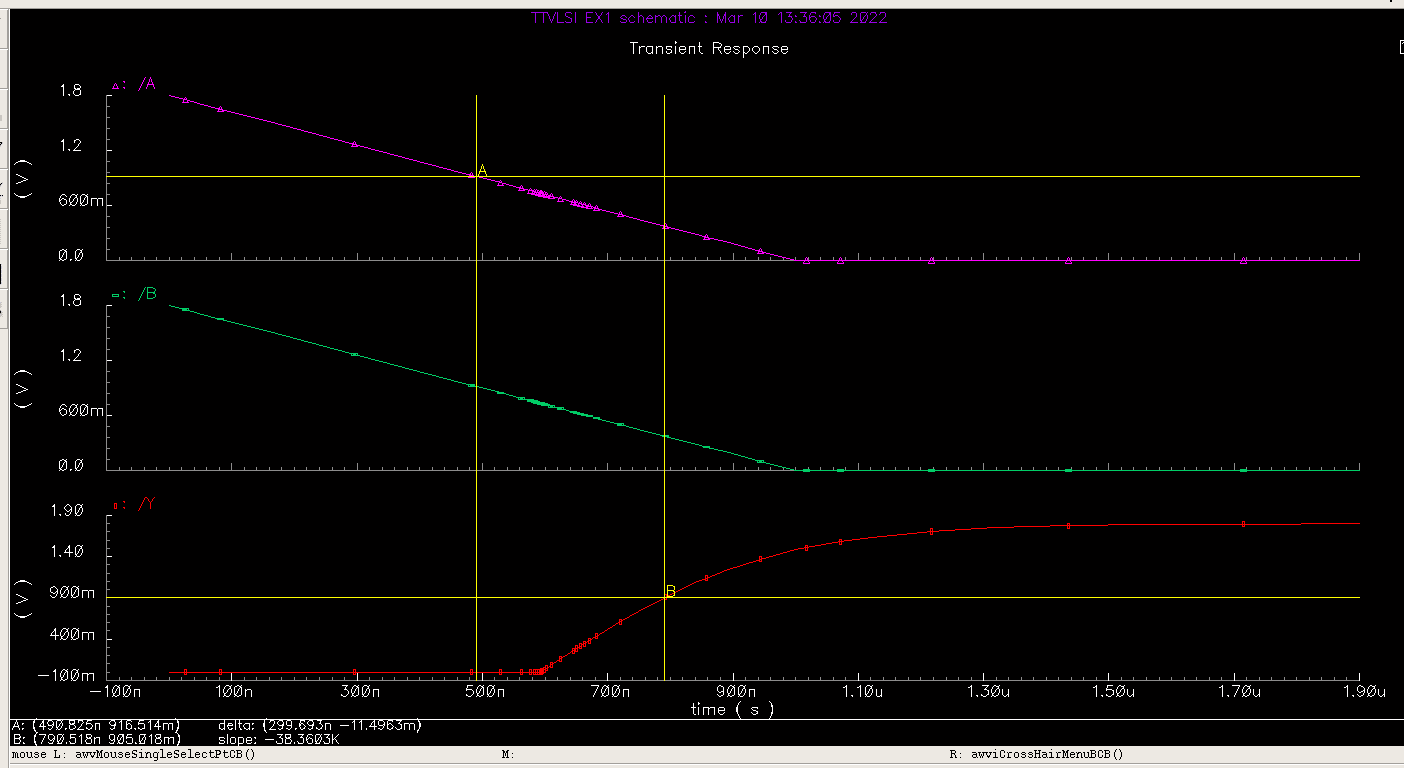 TTVLSI EX1 schematic : Mar 10 13:36:05 2022
Transient Response
: /A
1.8
1.2
600m
0.0
(V)
A
: /B
1.8
1.2
600m
0.0
(V)
: /Y
1.90
1.40
900m
400m
-100m
(V)
B
-100n 100n 300n 500n 700n 900n 1.10u 1.30u 1.50u 1.70u 1.90u
time ( s )
A: (490.825n 916.514m) delta: (299.693n -11.4963m)
B: (790.518n 905.018m) slope: -38.3603K
mouse L: awvMouseSingleSelectPtCB() M: R: awviCrossHairMenuBCB()